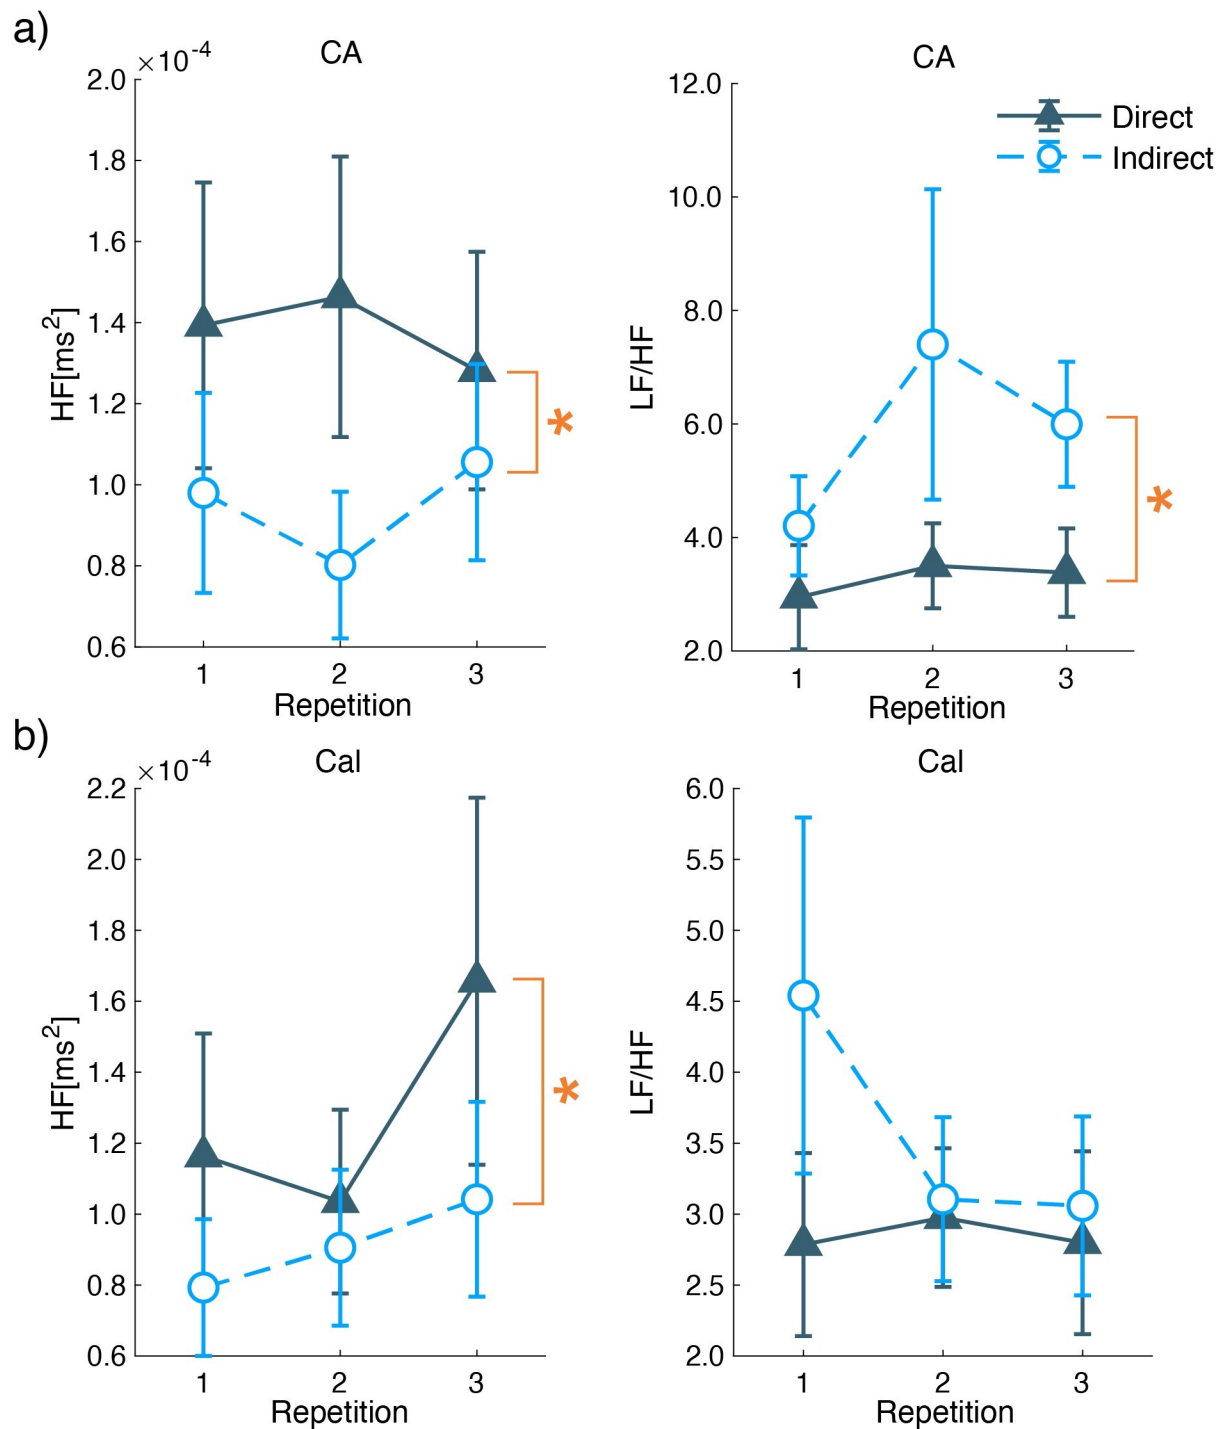 a)
CA
×10⁻⁴
2.0
1.8
1.6
1.4
1.2
1.0
0.8
0.6
HF[ms²]
1 2 3
Repetition
*
CA
12.0
10.0
8.0
6.0
4.0
2.0
LF/HF
Direct
Indirect
1 2 3
Repetition
*
b)
Cal
×10⁻⁴
2.2
2.0
1.8
1.6
1.4
1.2
1.0
0.8
0.6
HF[ms²]
1 2 3
Repetition
*
Cal
6.0
5.5
5.0
4.5
4.0
3.5
3.0
2.5
2.0
LF/HF
1 2 3
Repetition